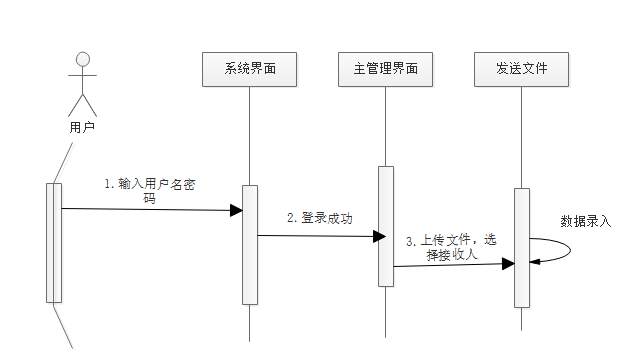 系统界面
主管理界面
发送文件
用户
1.输入用户名密
码
2.登录成功
3.上传文件，选
择接收人
数据录入